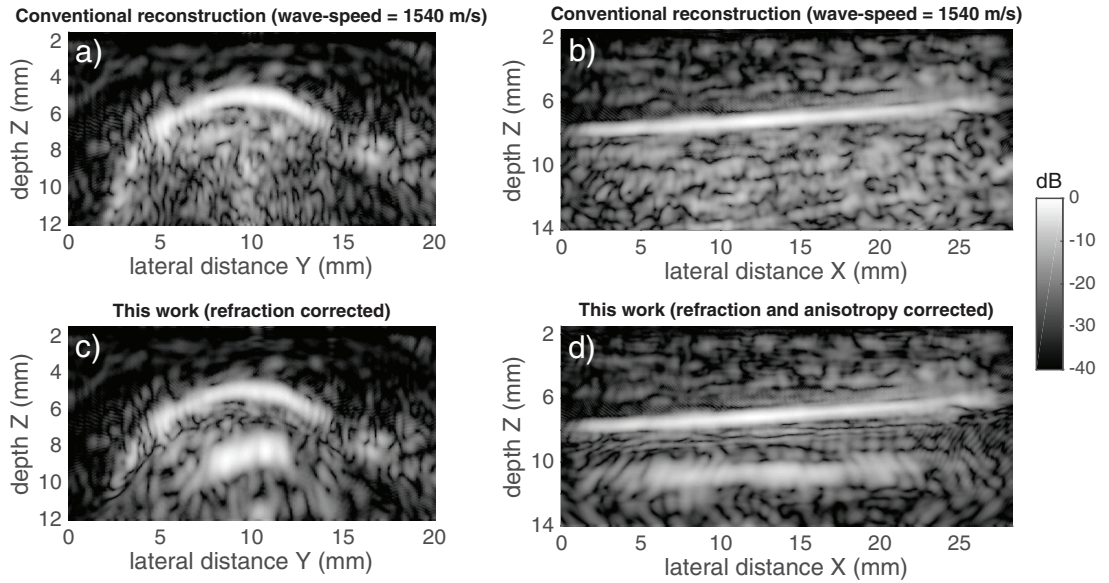 Conventional reconstruction (wave-speed = 1540 m/s)
a)
2
4
6
8
10
12
depth Z (mm)
0 5 10 15 20
lateral distance Y (mm)
Conventional reconstruction (wave-speed = 1540 m/s)
b)
2
6
10
14
depth Z (mm)
0 5 10 15 20 25
lateral distance X (mm)
dB
0
-10
-20
-30
-40
This work (refraction corrected)
c)
2
4
6
8
10
12
depth Z (mm)
0 5 10 15 20
lateral distance Y (mm)
This work (refraction and anisotropy corrected)
d)
2
6
10
14
depth Z (mm)
0 5 10 15 20 25
lateral distance X (mm)